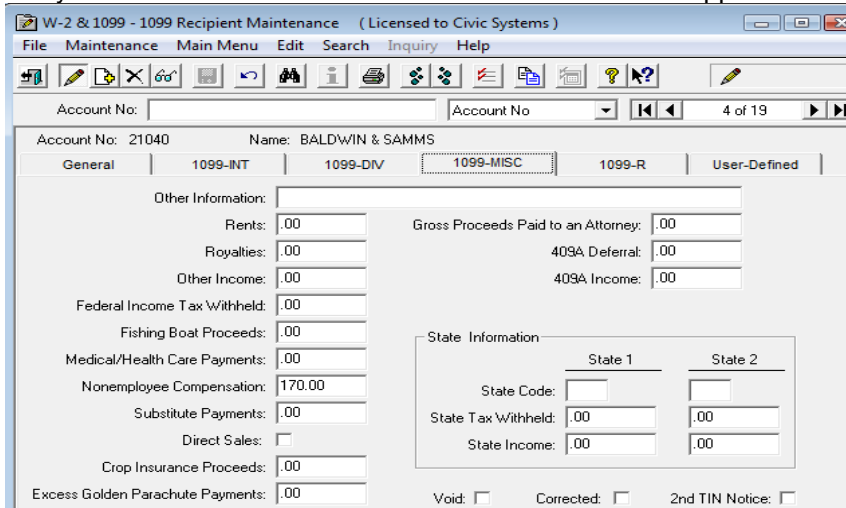 W-2 & 1099 - 1099 Recipient Maintenance (Licensed to Civic Systems)
File Maintenance Main Menu Edit Search Inquiry Help
Account No: Account No 4 of 19
Account No: 21040 Name: BALDWIN & SAMMS
General 1099-INT 1099-DIV 1099-MISC 1099-R User-Defined
Other Information:
Rents: .00 Gross Proceeds Paid to an Attorney: .00
Royalties: .00 409A Deferral: .00
Other Income: .00 409A Income: .00
Federal Income Tax Withheld: .00
Fishing Boat Proceeds: .00 State Information
Medical/Health Care Payments: .00 State 1 State 2
Nonemployee Compensation: 170.00 State Code:
Substitute Payments: .00 State Tax Withheld: .00 .00
Direct Sales: State Income: .00 .00
Crop Insurance Proceeds: .00
Excess Golden Parachute Payments: .00 Void: Corrected: 2nd TIN Notice: